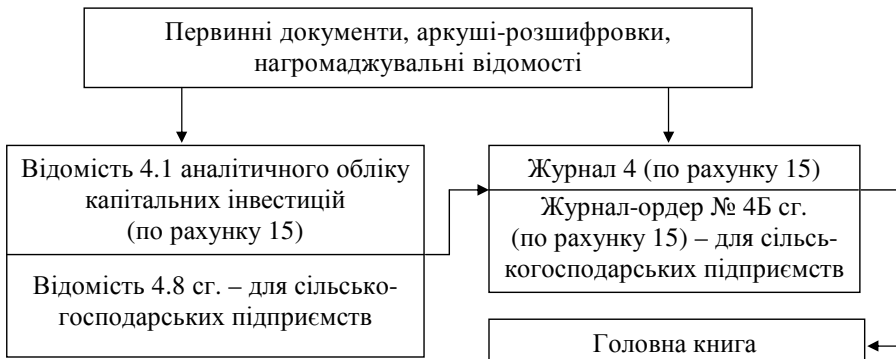 Первинні документи, аркуші-розшифровки,
нагромаджувальні відомості
Відомість 4.1 аналітичного обліку
капітальних інвестицій
(по рахунку 15)
Відомість 4.8 сг. – для сільсько-
господарських підприємств
Журнал 4 (по рахунку 15)
Журнал-ордер № 4Б сг.
(по рахунку 15) – для сільсь-
когосподарських підприємств
Головна книга